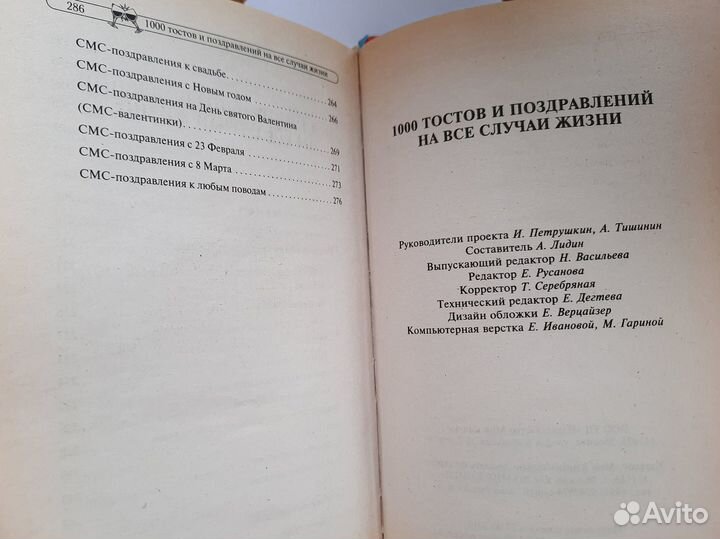 286
1000 тостов и поздравлений на все случаи жизни
СМС-поздравления к свадьбе
СМС-поздравления с Новым годом 264
СМС-поздравления на День святого Валентина 266
(СМС-валентинки) 269
СМС-поздравления с 23 Февраля 271
СМС-поздравления с 8 Марта 273
СМС-поздравления к любым поводам 276
1000 ТОСТОВ И ПОЗДРАВЛЕНИЙ
НА ВСЕ СЛУЧАИ ЖИЗНИ
Руководители проекта И. Петрушкин, А. Тишинин
Составитель А. Лидин
Выпускающий редактор Н. Васильева
Редактор Е. Русанова
Корректор Т. Серебряная
Технический редактор Е. Дегтева
Дизайн обложки Е. Верцайзер
Компьютерная верстка Е. Ивановой, М. Гариной
Avito